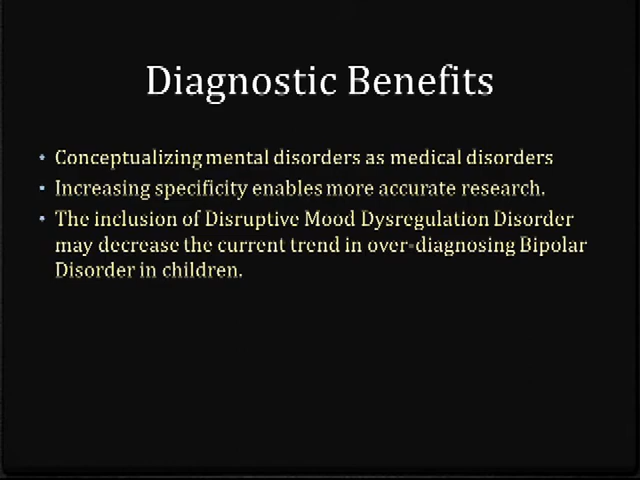 Diagnostic Benefits
• Conceptualizing mental disorders as medical disorders
• Increasing specificity enables more accurate research.
• The inclusion of Disruptive Mood Dysregulation Disorder
may decrease the current trend in over-diagnosing Bipolar
Disorder in children.